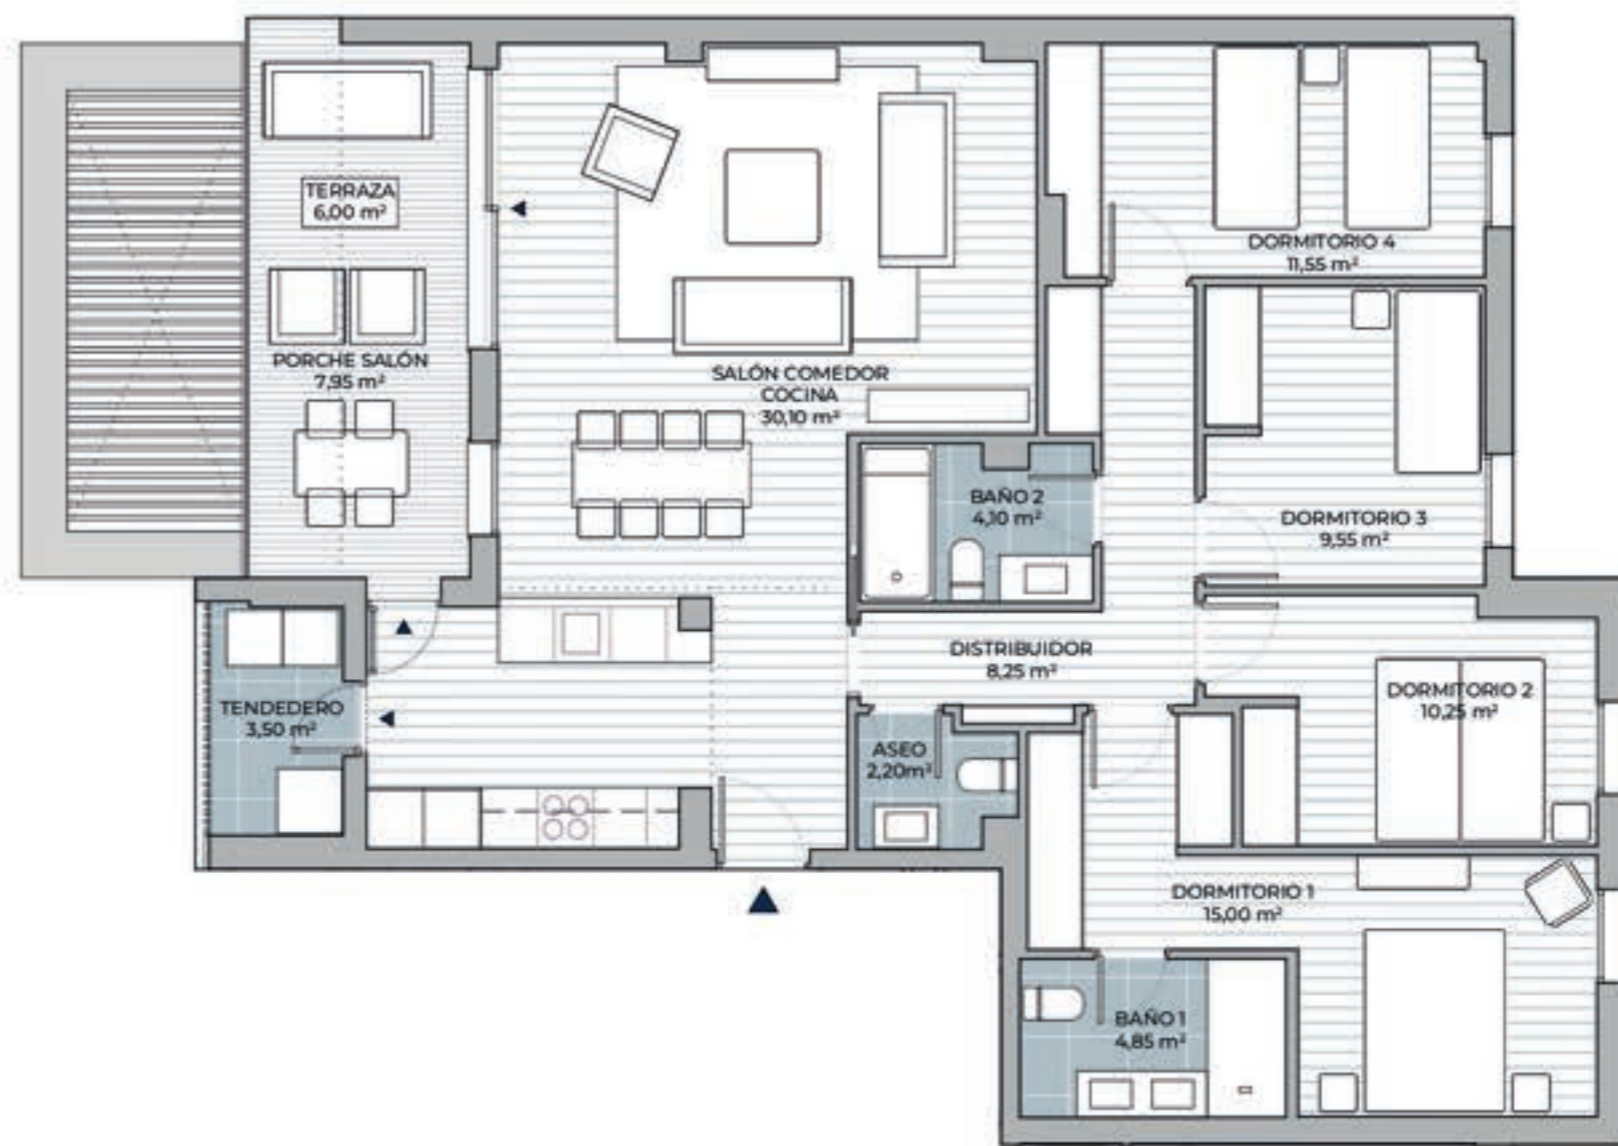 TERRAZA
6,00 m²
PORCHE SALÓN
7,95 m²
SALÓN COMEDOR
COCINA
30,10 m²
DORMITORIO 4
11,55 m²
DORMITORIO 3
9,55 m²
BAÑO 2
4,10 m²
DISTRIBUIDOR
8,25 m²
DORMITORIO 2
10,25 m²
TENDEDERO
3,50 m²
ASEO
2,20m²
DORMITORIO 1
15,00 m²
BAÑO 1
4,85 m²